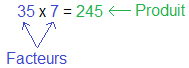 35 x 7 = 245 ← Produit
Facteurs